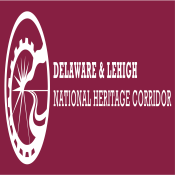 DELAWARE & LEHIGH
NATIONAL HERITAGE CORRIDOR